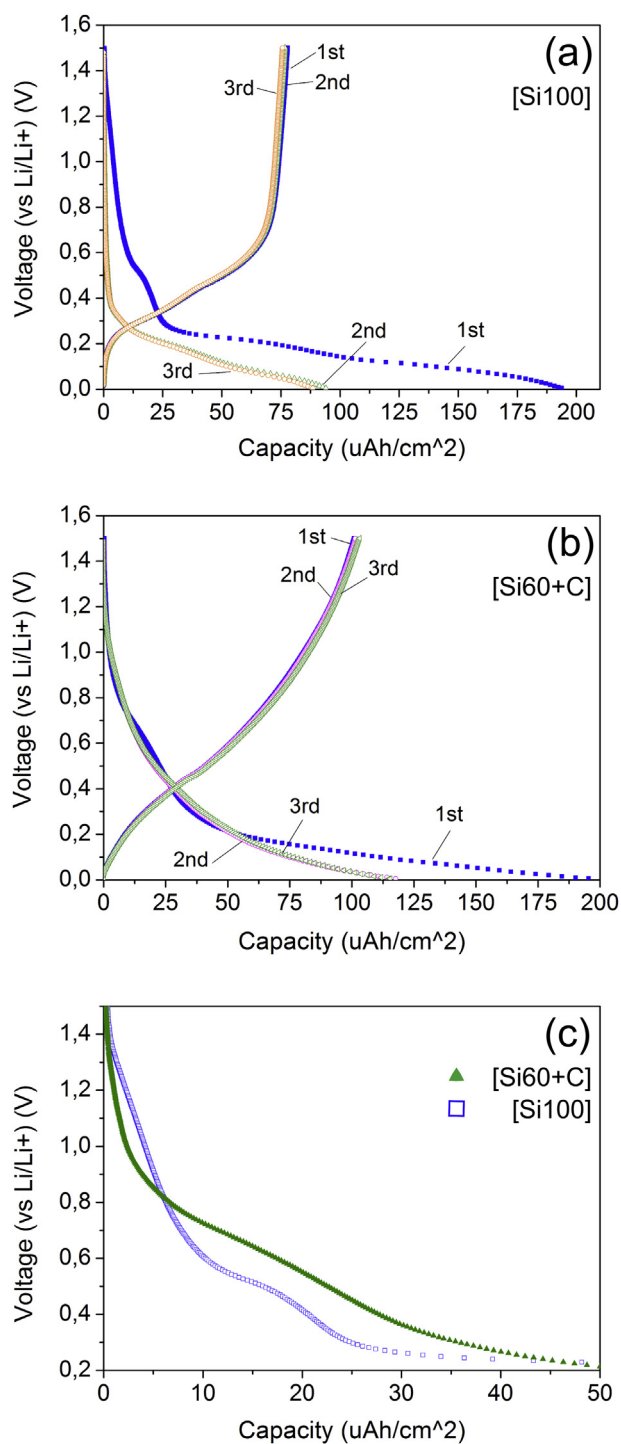 (a)
[Si100]
1,6
1,4
1,2
1,0
0,8
0,6
0,4
0,2
0,0
Voltage (vs Li/Li+) (V)
1st
3rd
2nd
2nd
1st
3rd
0 25 50 75 100 125 150 175 200
Capacity (uAh/cm^2)
(b)
[Si60+C]
1,6
1,4
1,2
1,0
0,8
0,6
0,4
0,2
0,0
Voltage (vs Li/Li+) (V)
1st
2nd
3rd
3rd
1st
2nd
0 25 50 75 100 125 150 175 200
Capacity (uAh/cm^2)
(c)
[Si60+C]
[Si100]
1,4
1,2
1,0
0,8
0,6
0,4
0,2
Voltage (vs Li/Li+) (V)
0 10 20 30 40 50
Capacity (uAh/cm^2)